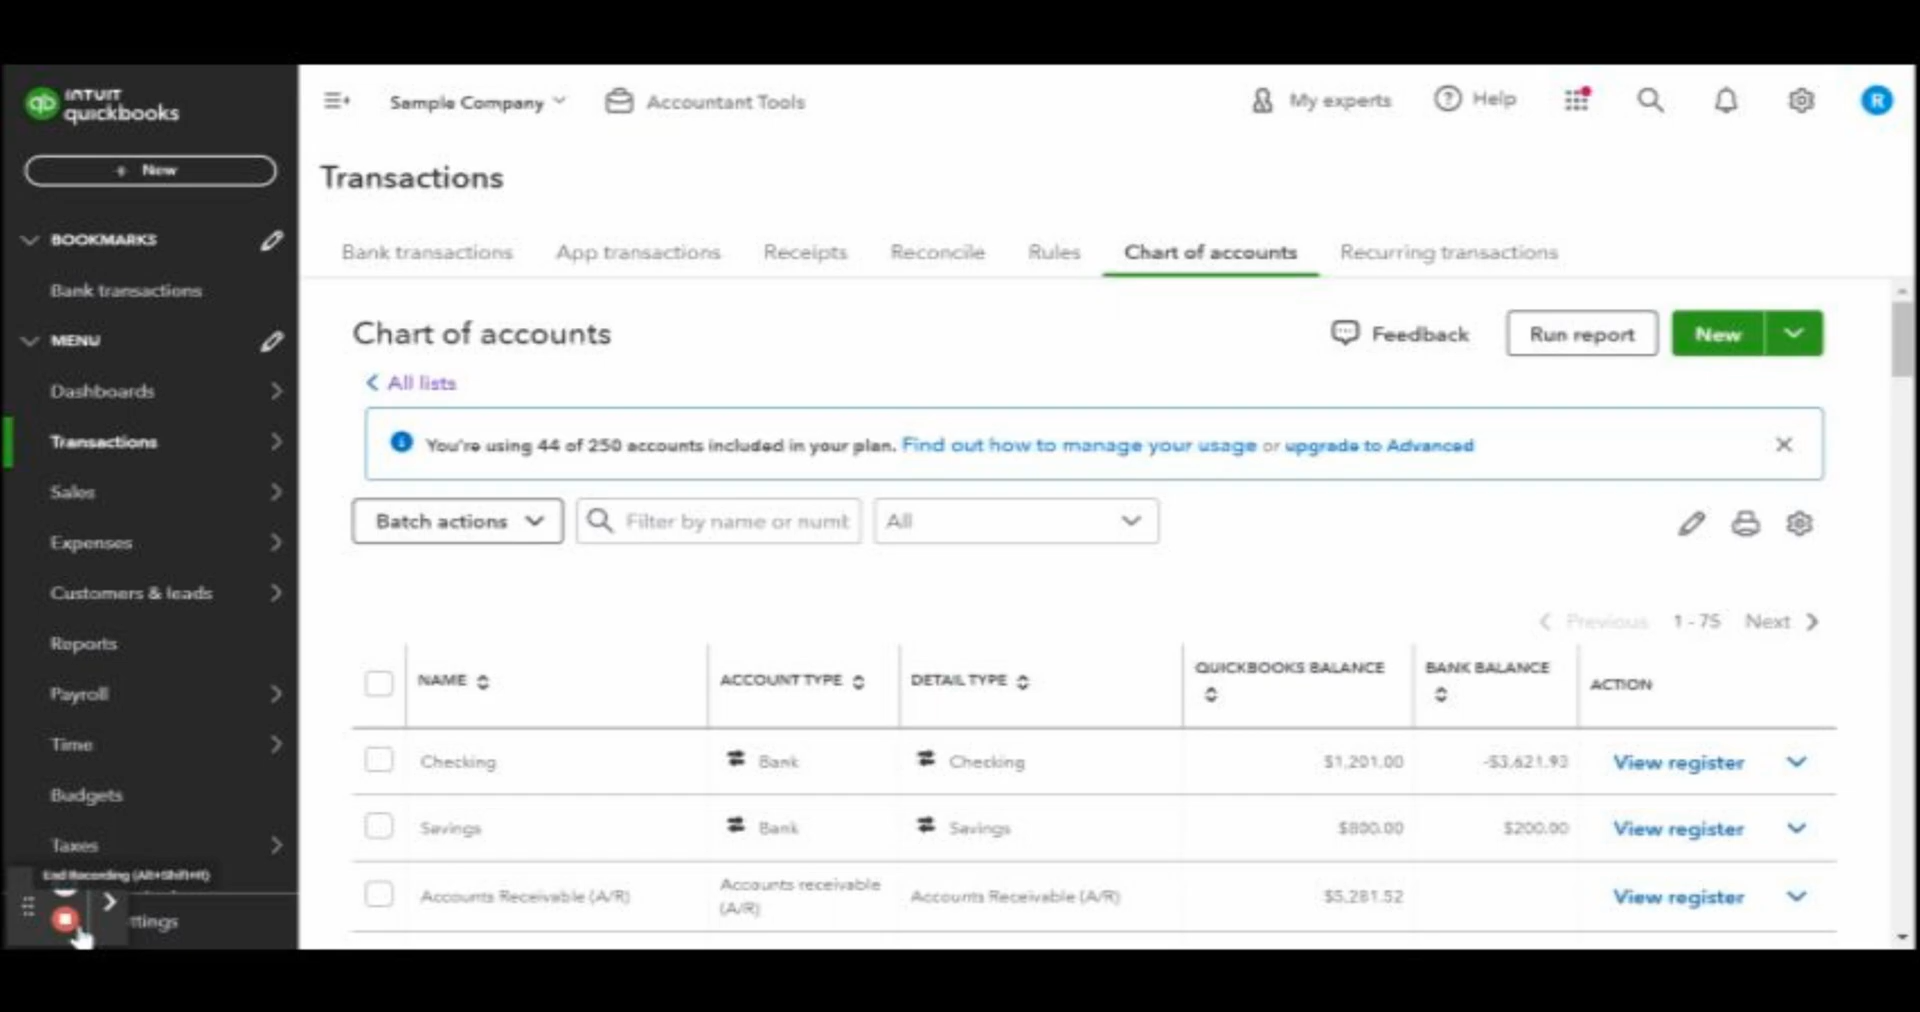 INTUIT
quickbooks
Sample Company
Accountant Tools
My experts
Help
R
+ New
Transactions
BOOKMARKS
Bank transactions
MENU
Dashboards
Transactions
Sales
Expenses
Customers & leads
Reports
Payroll
Time
Budgets
Taxes
End Recording (Alt+Shift+R)
ttings
Bank transactions
App transactions
Receipts
Reconcile
Rules
Chart of accounts
Recurring transactions
Chart of accounts
Feedback
Run report
New
All lists
You're using 44 of 250 accounts included in your plan. Find out how to manage your usage or upgrade to Advanced
Batch actions
Filter by name or numb
All
Previous 1 - 75 Next
NAME
ACCOUNT TYPE
DETAIL TYPE
QUICKBOOKS BALANCE
BANK BALANCE
ACTION
Checking Bank Checking $1,201.00 -$3,621.93 View register
Savings Bank Savings $800.00 $200.00 View register
Accounts Receivable (A/R) Accounts receivable
(A/R) Accounts Receivable (A/R) $5,281.52 View register